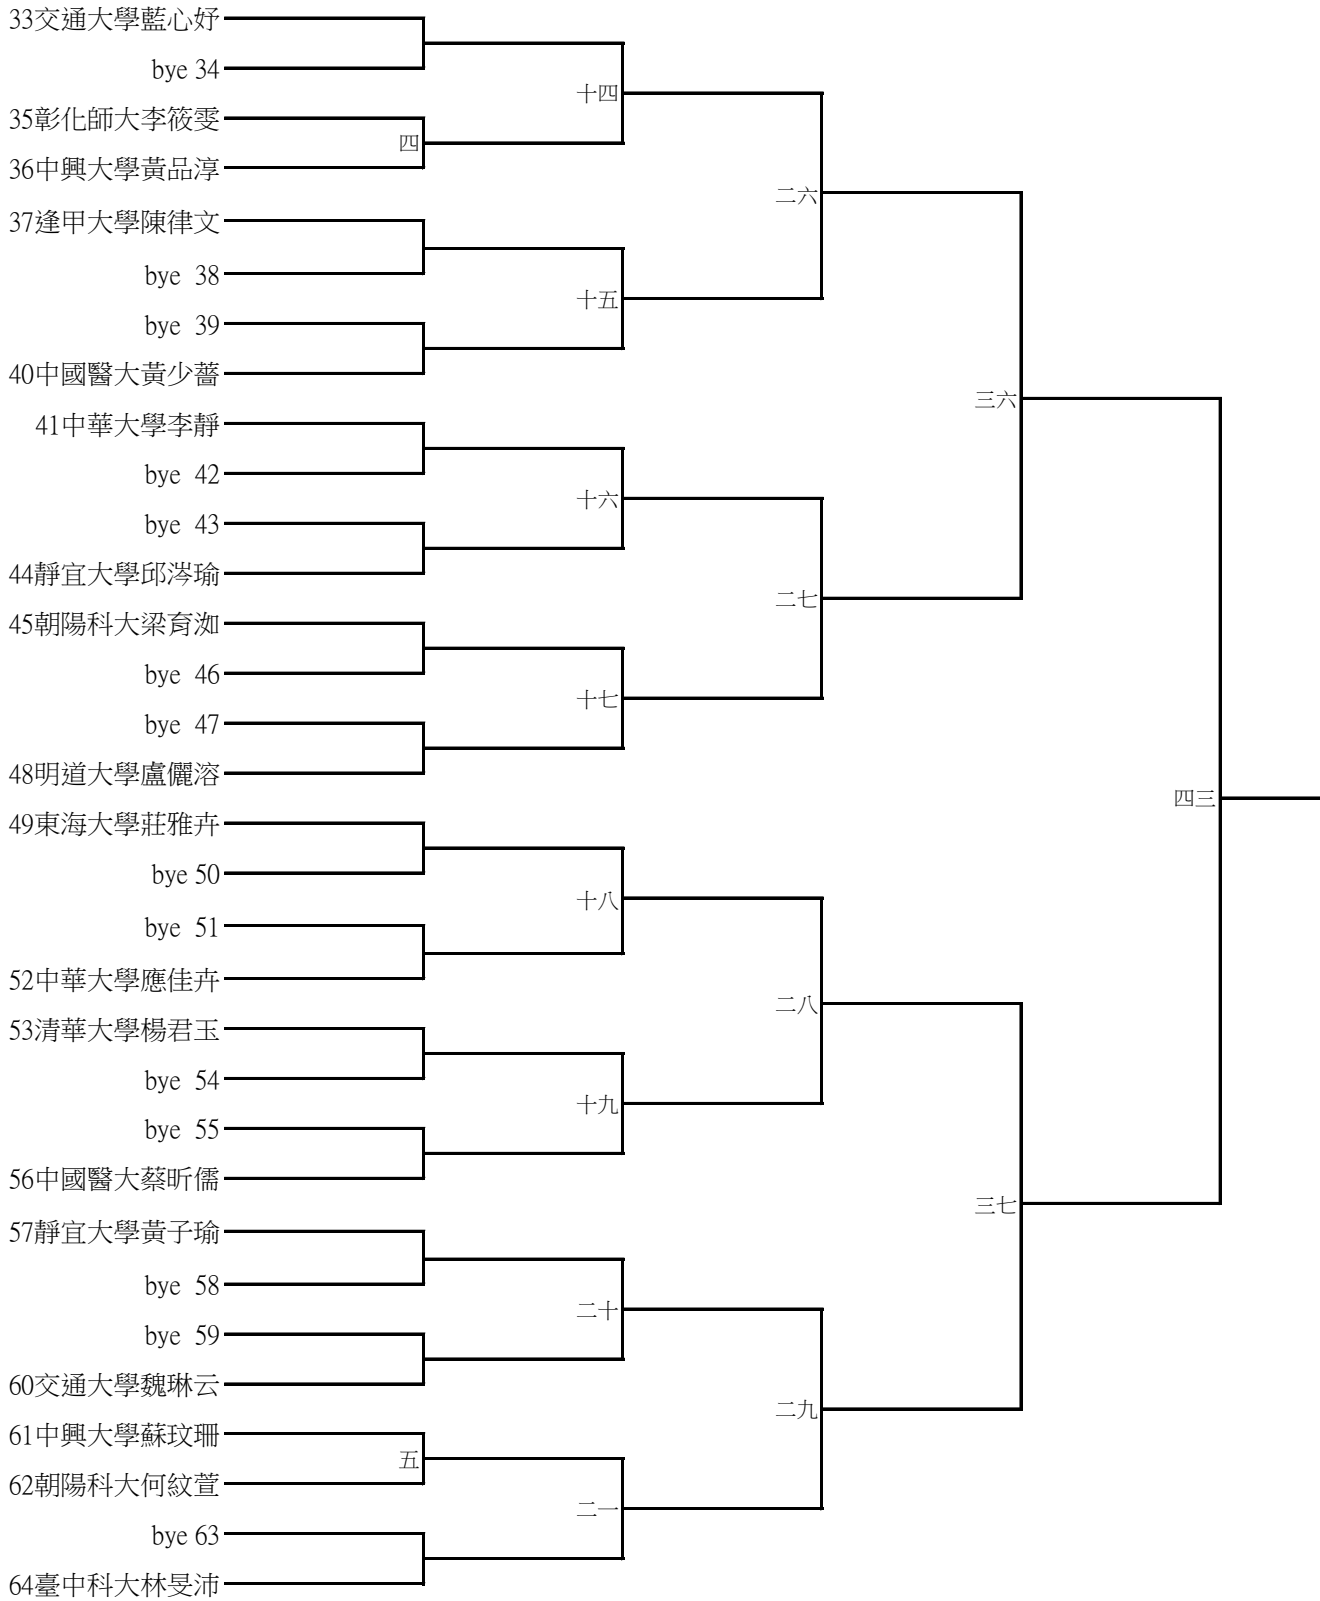 33交通大學藍心妤
bye 34
十四
35彰化師大李筱雯
四
36中興大學黃品淳
二六
37逢甲大學陳律文
bye 38
十五
bye 39
40中國醫大黃少薔
三六
41中華大學李靜
bye 42
十六
bye 43
44靜宜大學邱涔瑜
二七
45朝陽科大梁育洳
bye 46
十七
bye 47
48明道大學盧儷溶
四三
49東海大學莊雅卉
bye 50
十八
bye 51
52中華大學應佳卉
二八
53清華大學楊君玉
bye 54
十九
bye 55
56中國醫大蔡昕儒
三七
57靜宜大學黃子瑜
bye 58
二十
bye 59
60交通大學魏琳云
二九
61中興大學蘇玟珊
五
62朝陽科大何紋萱
二一
bye 63
64臺中科大林旻沛